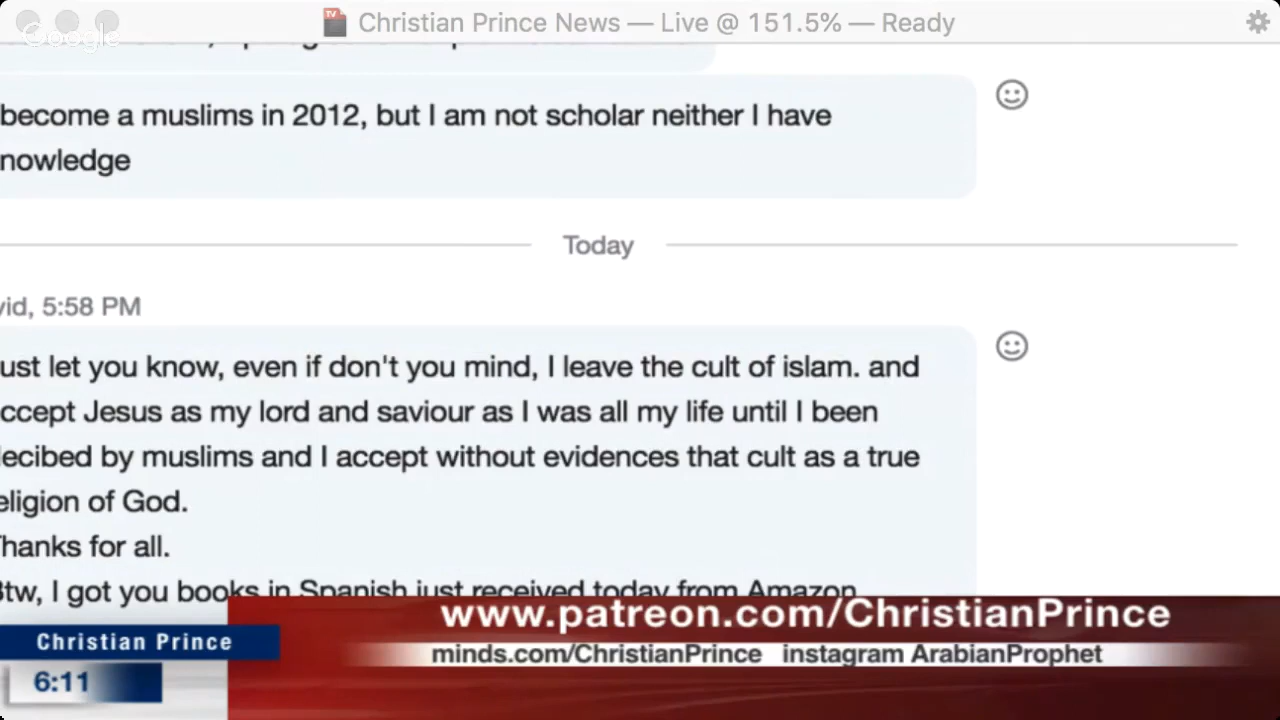 Christian Prince News — Live @ 151.5% — Ready
Google
become a muslims in 2012, but I am not scholar neither I have
nowledge
Today
vid, 5:58 PM
ust let you know, even if don't you mind, I leave the cult of islam. and
ccept Jesus as my lord and saviour as I was all my life until I been
ecibed by muslims and I accept without evidences that cult as a true
eligion of God.
Thanks for all.
Btw, I got you books in Spanish just received today from Amazon
www.patreon.com/ChristianPrince
Christian Prince
minds.com/ChristianPrince instagram ArabianProphet
6:11